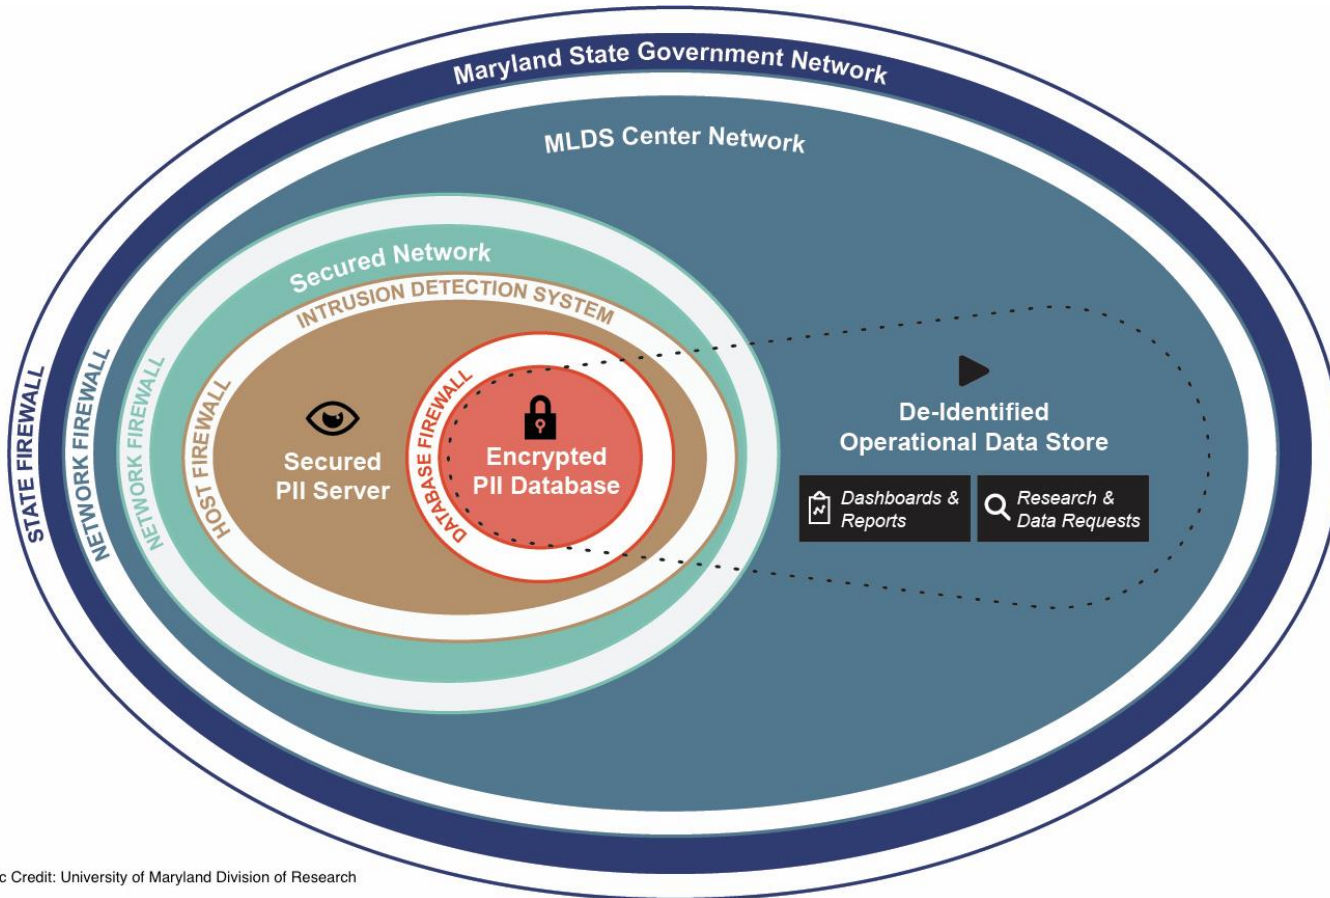 Maryland State Government Network
MLDS Center Network
Secured Network
INTRUSION DETECTION SYSTEM
STATE FIREWALL
NETWORK FIREWALL
NETWORK FIREWALL
HOST FIREWALL
DATABASE FIREWALL
Secured
PII Server
Encrypted
PII Database
De-Identified
Operational Data Store
Dashboards &
Reports
Research &
Data Requests
c Credit: University of Maryland Division of Research